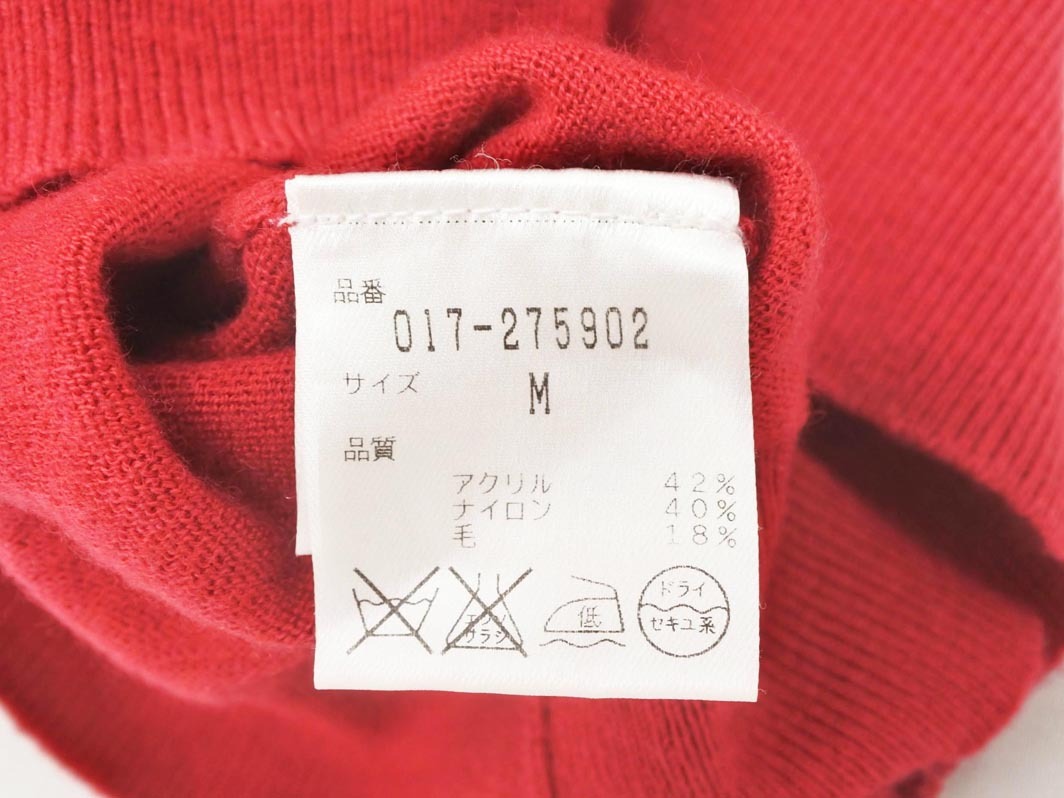 品番
017-275902
サイズ M
品質
アクリル 42%
ナイロン 40%
毛 18%
エンソ
サラシ
低
ドライ
セキユ系